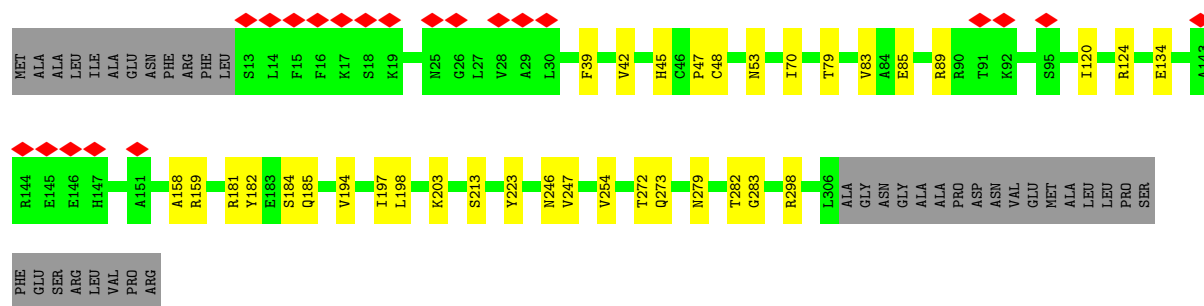 MET ALA ALA LEU ILE ALA GLU ASN PHE ARG PHE LEU S13 L14 F15 F16 K17 S18 K19 N25 G26 L27 V28 A29 L30 F39 V42 H45 C46 P47 C48 N53 I70 T79 V83 A84 E85 R89 R90 T91 K92 S95 I120 R124 E134 A143
R144 E145 E146 H147 A151 A158 R159 R181 Y182 E183 S184 Q185 V194 I197 L198 K203 S213 Y223 N246 V247 V254 T272 Q273 N279 T282 G283 R298 L306 ALA GLY ASN GLY ALA ALA PRO ASP ASN VAL GLU MET ALA LEU LEU PRO SER
PHE GLU SER ARG LEU VAL PRO ARG